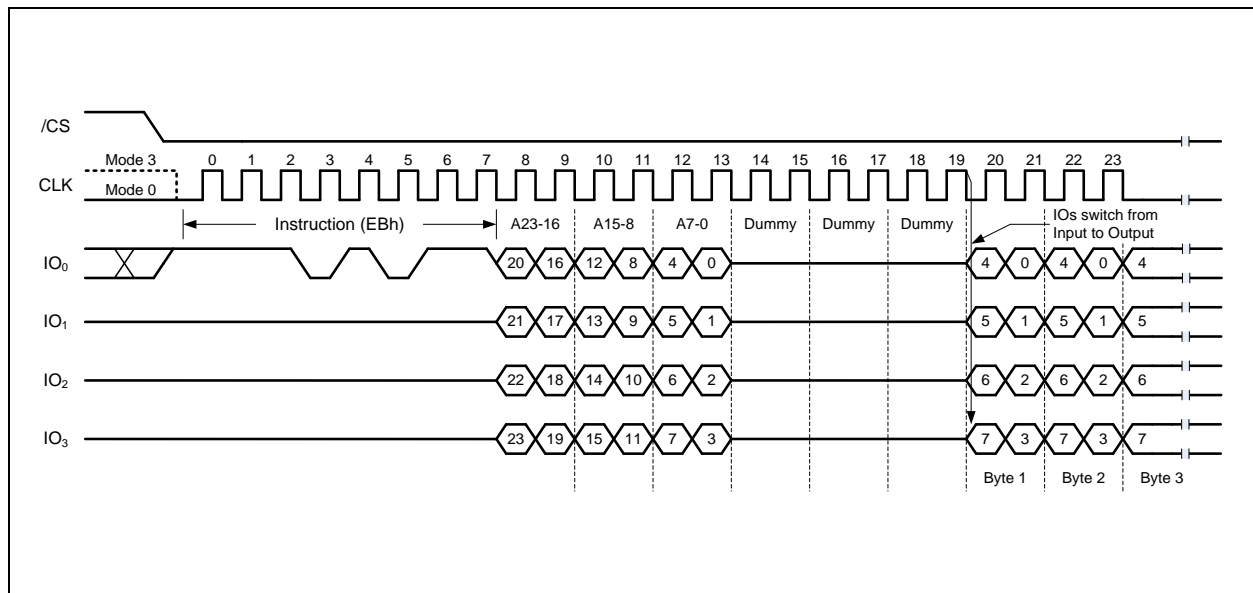 /CS
Mode 3
0 1 2 3 4 5 6 7 8 9 10 11 12 13 14 15 16 17 18 19 20 21 22 23
CLK
Mode 0
Instruction (EBh) A23-16 A15-8 A7-0 Dummy Dummy Dummy
IOs switch from
Input to Output
IO₀ 20 16 12 8 4 0 4 0 4 0 4
IO₁ 21 17 13 9 5 1 5 1 5 1 5
IO₂ 22 18 14 10 6 2 6 2 6 2 6
IO₃ 23 19 15 11 7 3 7 3 7 3 7
Byte 1 Byte 2 Byte 3